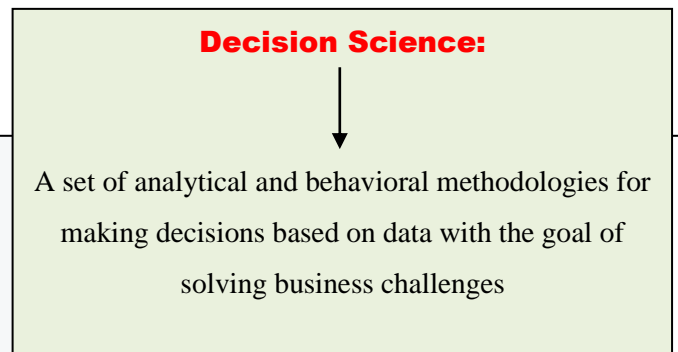 Decision Science:
A set of analytical and behavioral methodologies for
making decisions based on data with the goal of
solving business challenges